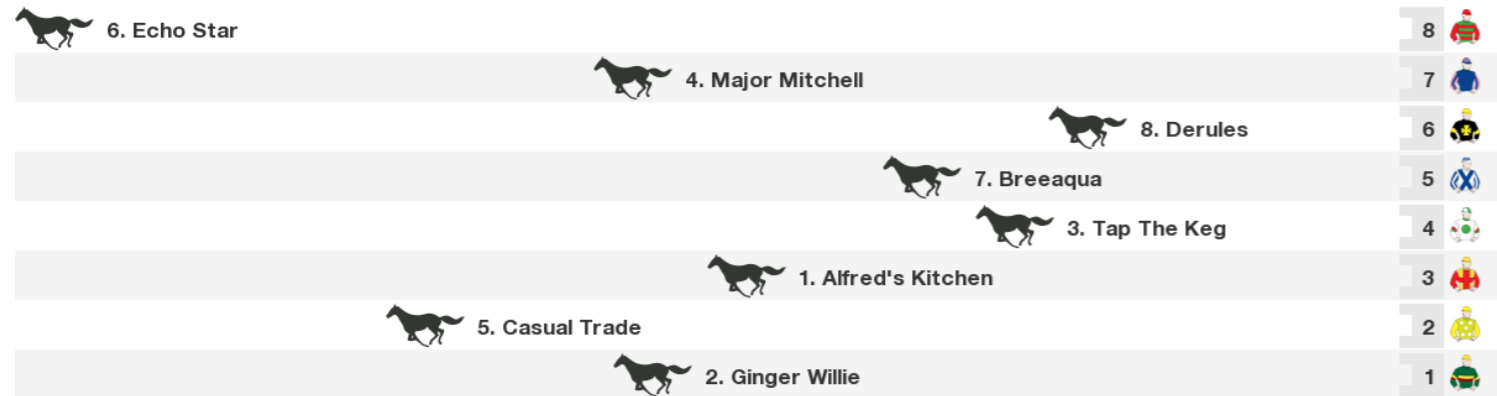 6. Echo Star 8
4. Major Mitchell 7
8. Derules 6
7. Breeaqua 5
3. Tap The Keg 4
1. Alfred's Kitchen 3
5. Casual Trade 2
2. Ginger Willie 1